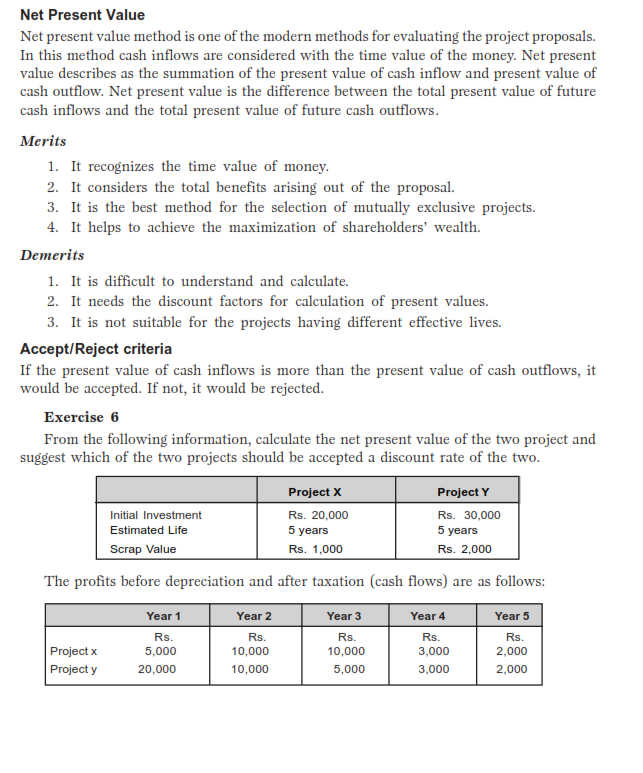 Net Present Value
Net present value method is one of the modern methods for evaluating the project proposals.
In this method cash inflows are considered with the time value of the money. Net present
value describes as the summation of the present value of cash inflow and present value of
cash outflow. Net present value is the difference between the total present value of future
cash inflows and the total present value of future cash outflows.
Merits
1. It recognizes the time value of money.
2. It considers the total benefits arising out of the proposal.
3. It is the best method for the selection of mutually exclusive projects.
4. It helps to achieve the maximization of shareholders' wealth.
Demerits
1. It is difficult to understand and calculate.
2. It needs the discount factors for calculation of present values.
3. It is not suitable for the projects having different effective lives.
Accept/Reject criteria
If the present value of cash inflows is more than the present value of cash outflows, it
would be accepted. If not, it would be rejected.
Exercise 6
From the following information, calculate the net present value of the two project and
suggest which of the two projects should be accepted a discount rate of the two.
Project X Project Y
Initial Investment Rs. 20,000 Rs. 30,000
Estimated Life 5 years 5 years
Scrap Value Rs. 1,000 Rs. 2,000
The profits before depreciation and after taxation (cash flows) are as follows:
Year 1 Year 2 Year 3 Year 4 Year 5
Rs. Rs. Rs. Rs. Rs.
Project x 5,000 10,000 10,000 3,000 2,000
Project y 20,000 10,000 5,000 3,000 2,000